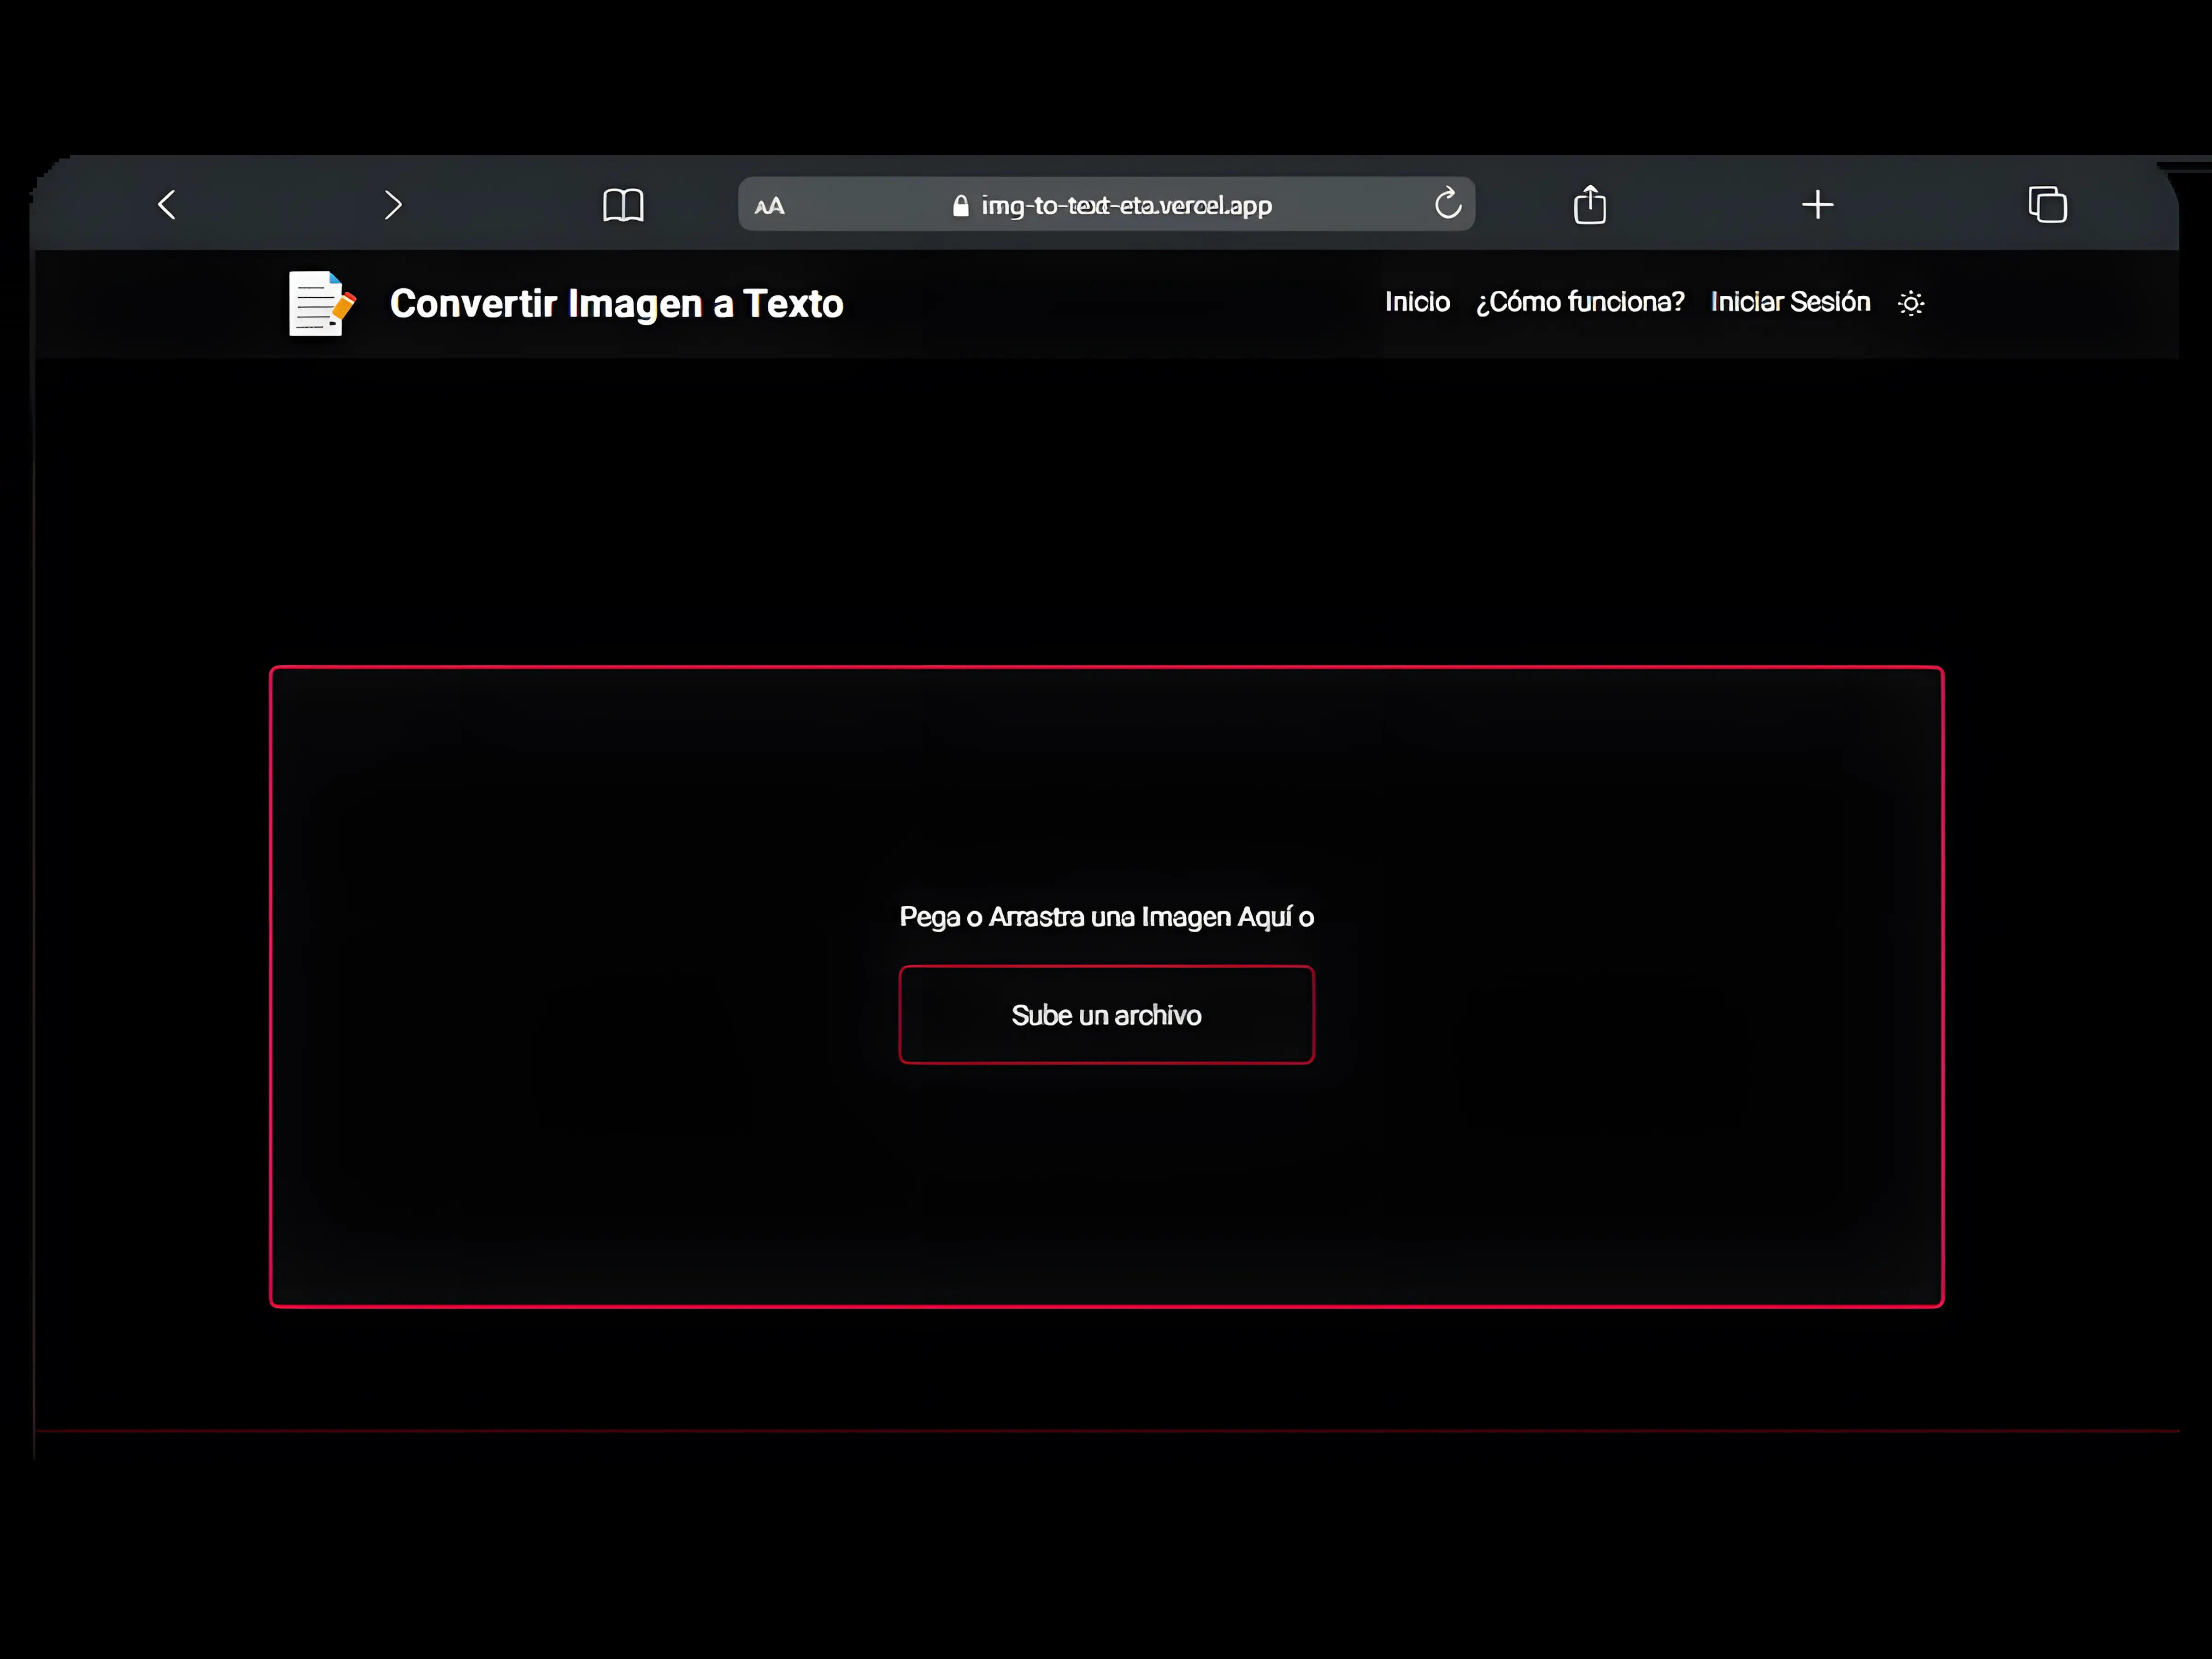 AA img-to-text-eta.vercel.app
Convertir Imagen a Texto
Inicio ¿Cómo funciona? Iniciar Sesión
Pega o Arrastra una Imagen Aquí o
Sube un archivo